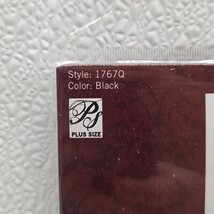 Style: 1767Q
Color: Black
PS
PLUS SIZE